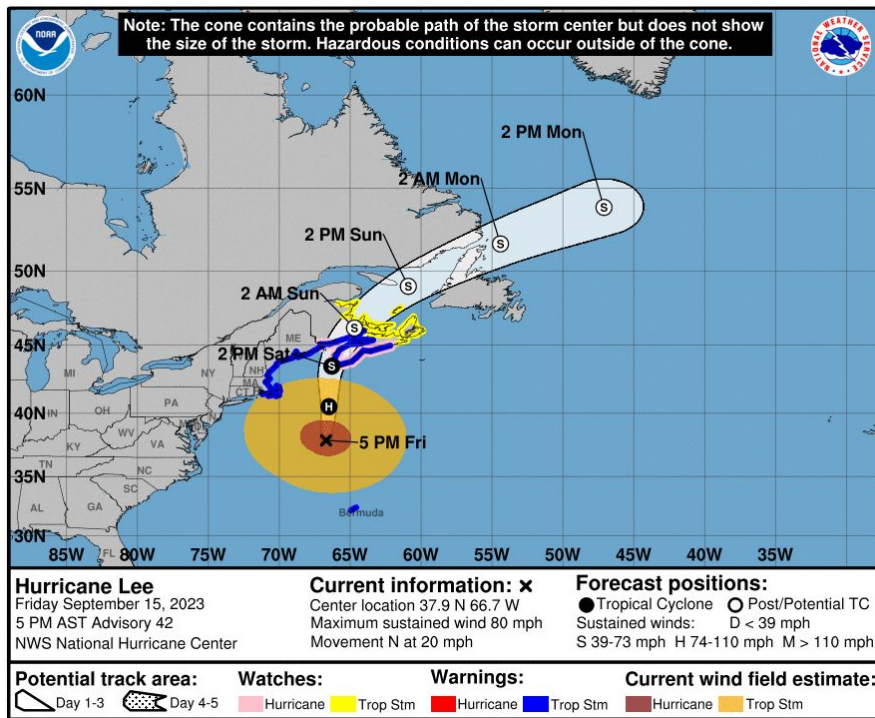 Note: The cone contains the probable path of the storm center but does not show
the size of the storm. Hazardous conditions can occur outside of the cone.
NOAA
NATIONAL WEATHER SERVICE
60N
2 PM Mon
2 AM Mon
55N
S
S
2 PM Sun
50N
S
2 AM Sun
S
45N
ME
2 PM Sat
S
MI
NY
NH
MA
CT
H
40N
PA
IN
OH
5 PM Fri
WV
KY
VA
TN
NC
35N
SC
AL
GA
Bermuda
30N
FL
85W 80W 75W 70W 65W 60W 55W 50W 45W 40W 35W
Hurricane Lee
Friday September 15, 2023
5 PM AST Advisory 42
NWS National Hurricane Center
Current information: x
Center location 37.9 N 66.7 W
Maximum sustained wind 80 mph
Movement N at 20 mph
Forecast positions:
Tropical Cyclone Post/Potential TC
Sustained winds: D < 39 mph
S 39-73 mph H 74-110 mph M > 110 mph
Potential track area:
Day 1-3 Day 4-5
Watches:
Hurricane Trop Stm
Warnings:
Hurricane Trop Stm
Current wind field estimate:
Hurricane Trop Stm